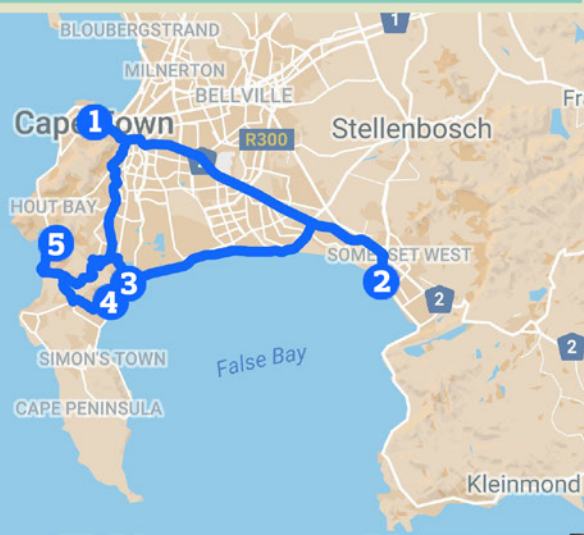 BLOUBERGSTRAND
1
MILNERTON
BELLVILLE
Fr
Cape Town
1
R300
Stellenbosch
HOUT BAY
5
SOMERSET WEST
2
3
4
2
2
SIMON'S TOWN
False Bay
CAPE PENINSULA
Kleinmond